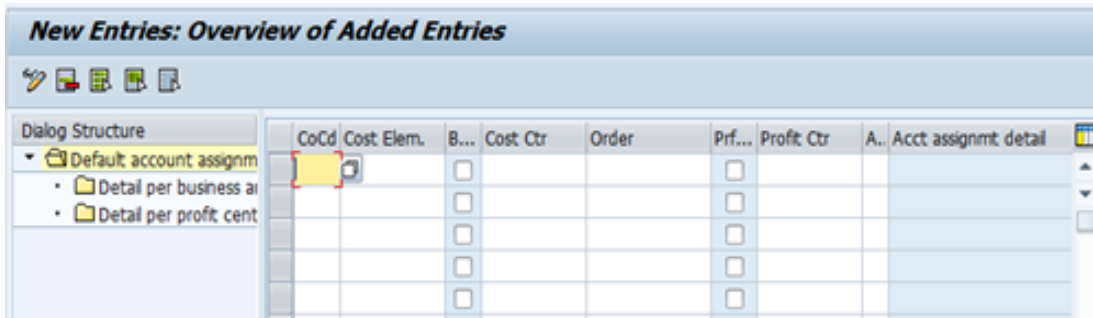 New Entries: Overview of Added Entries
Dialog Structure
Default account assignm
Detail per business ar
Detail per profit cent
CoCd Cost Elem. B... Cost Ctr Order Prf... Profit Ctr A.. Acct assignmt detail